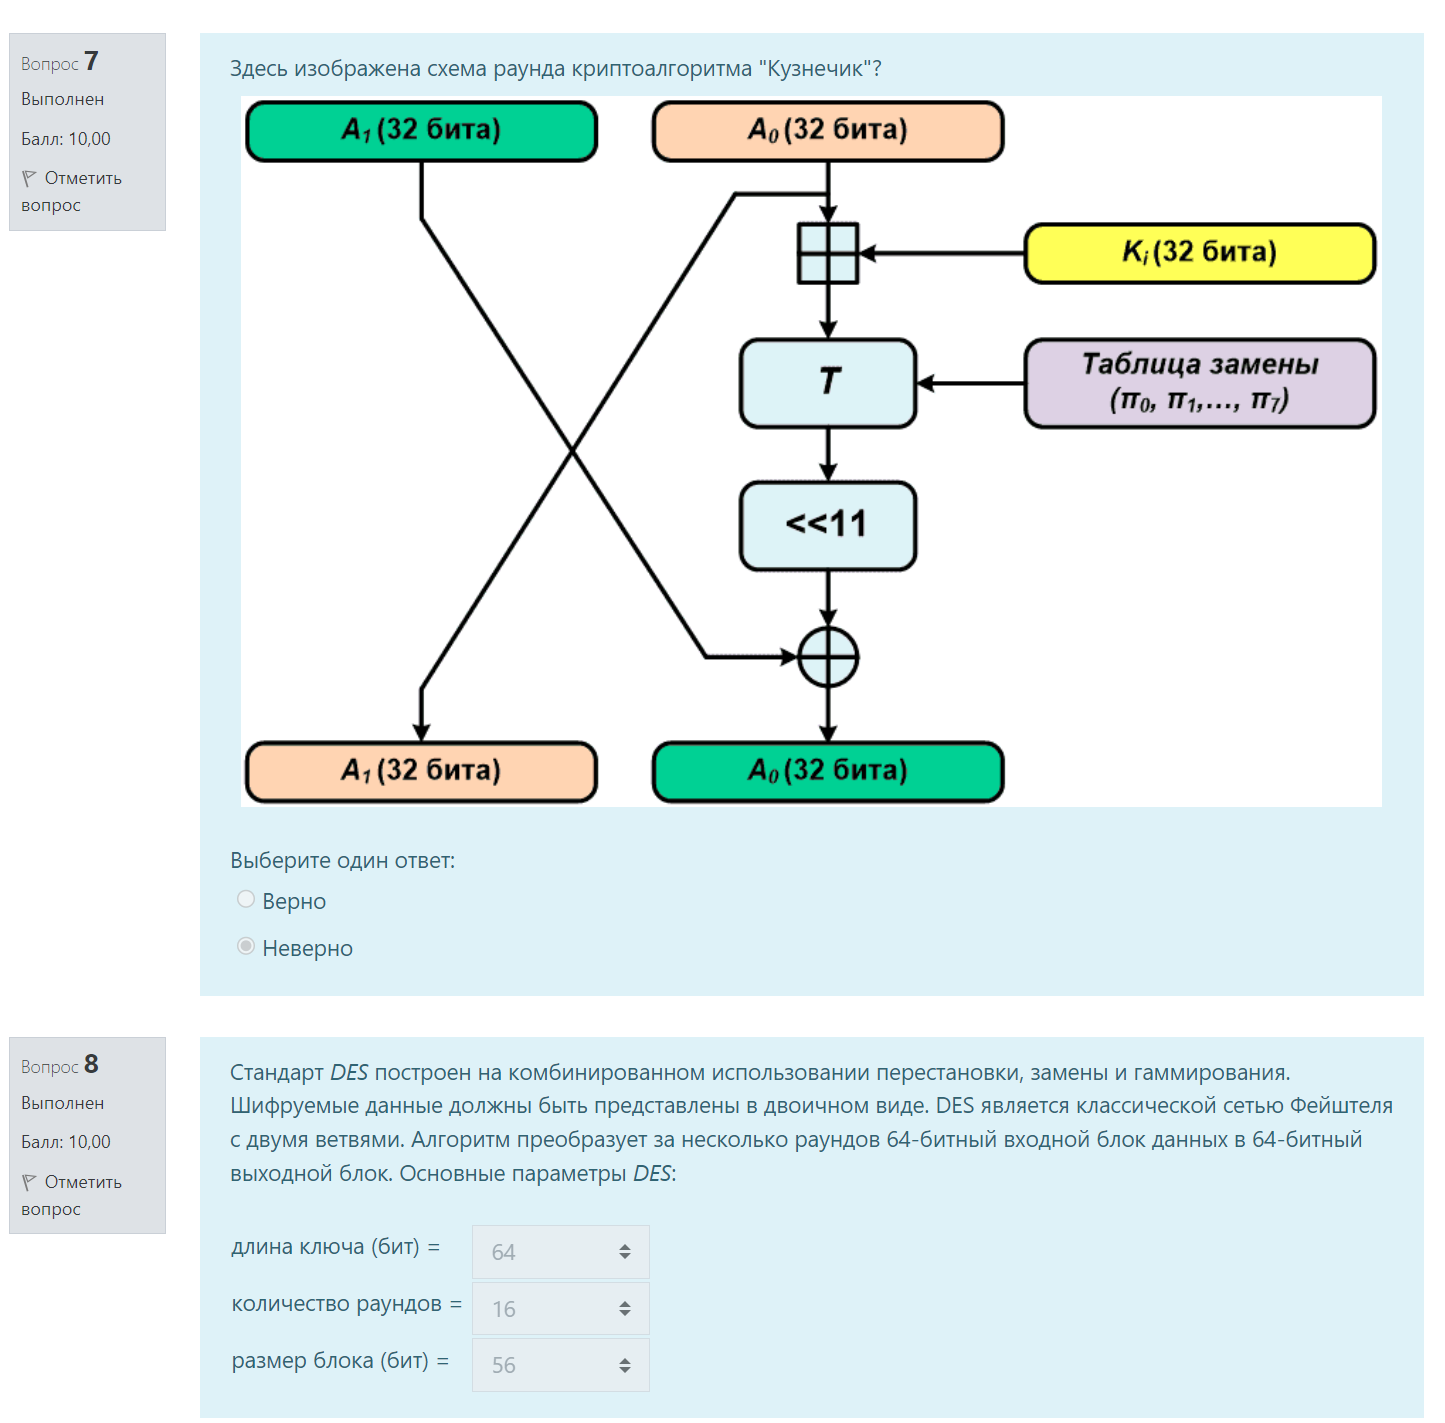 Вопрос 7
Выполнен
Балл: 10,00
Отметить
вопрос
Здесь изображена схема раунда криптоалгоритма "Кузнечик"?
A₁ (32 бита)
A₀ (32 бита)
Kᵢ (32 бита)
T
Таблица замены
(π₀, π₁,..., π₇)
<<11
A₁ (32 бита)
A₀ (32 бита)
Выберите один ответ:
Верно
Неверно
Вопрос 8
Выполнен
Балл: 10,00
Отметить
вопрос
Стандарт DES построен на комбинированном использовании перестановки, замены и гаммирования.
Шифруемые данные должны быть представлены в двоичном виде. DES является классической сетью Фейштеля
с двумя ветвями. Алгоритм преобразует за несколько раундов 64-битный входной блок данных в 64-битный
выходной блок. Основные параметры DES:
длина ключа (бит) = 64
количество раундов = 16
размер блока (бит) = 56